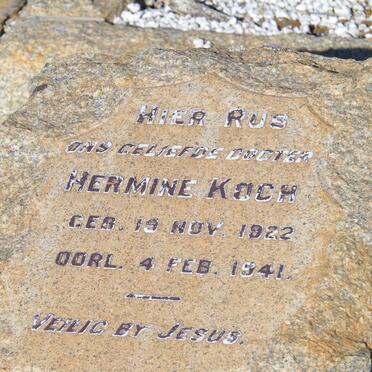 HIER RUS
ONS GELIEFDE DOGTER
HERMINE KOCH
GEB. 19 NOV. 1922
OORL. 4 FEB. 1941.
VEILIG BY JESUS.